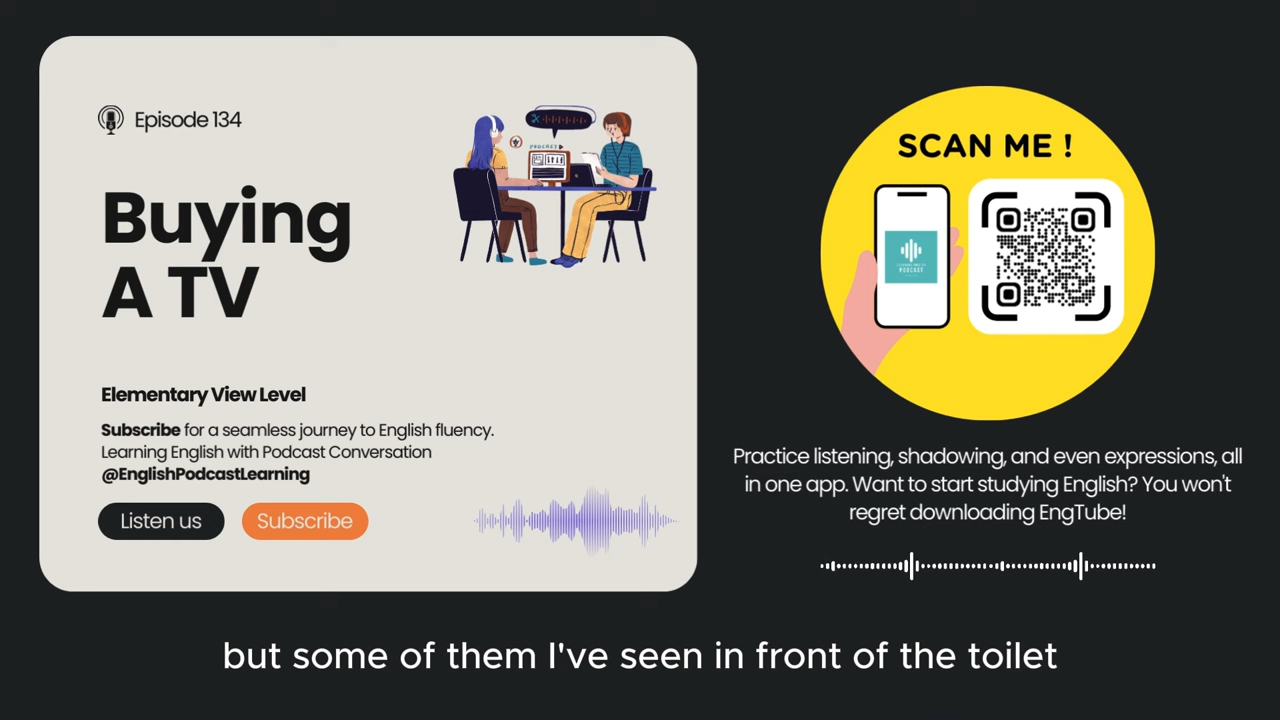 Episode 134
Buying
A TV
PODCAST
Elementary View Level
Subscribe for a seamless journey to English fluency.
Learning English with Podcast Conversation
@EnglishPodcastLearning
Listen us
Subscribe
SCAN ME !
PODCAST
Practice listening, shadowing, and even expressions, all
in one app. Want to start studying English? You won't
regret downloading EngTube!
but some of them I've seen in front of the toilet